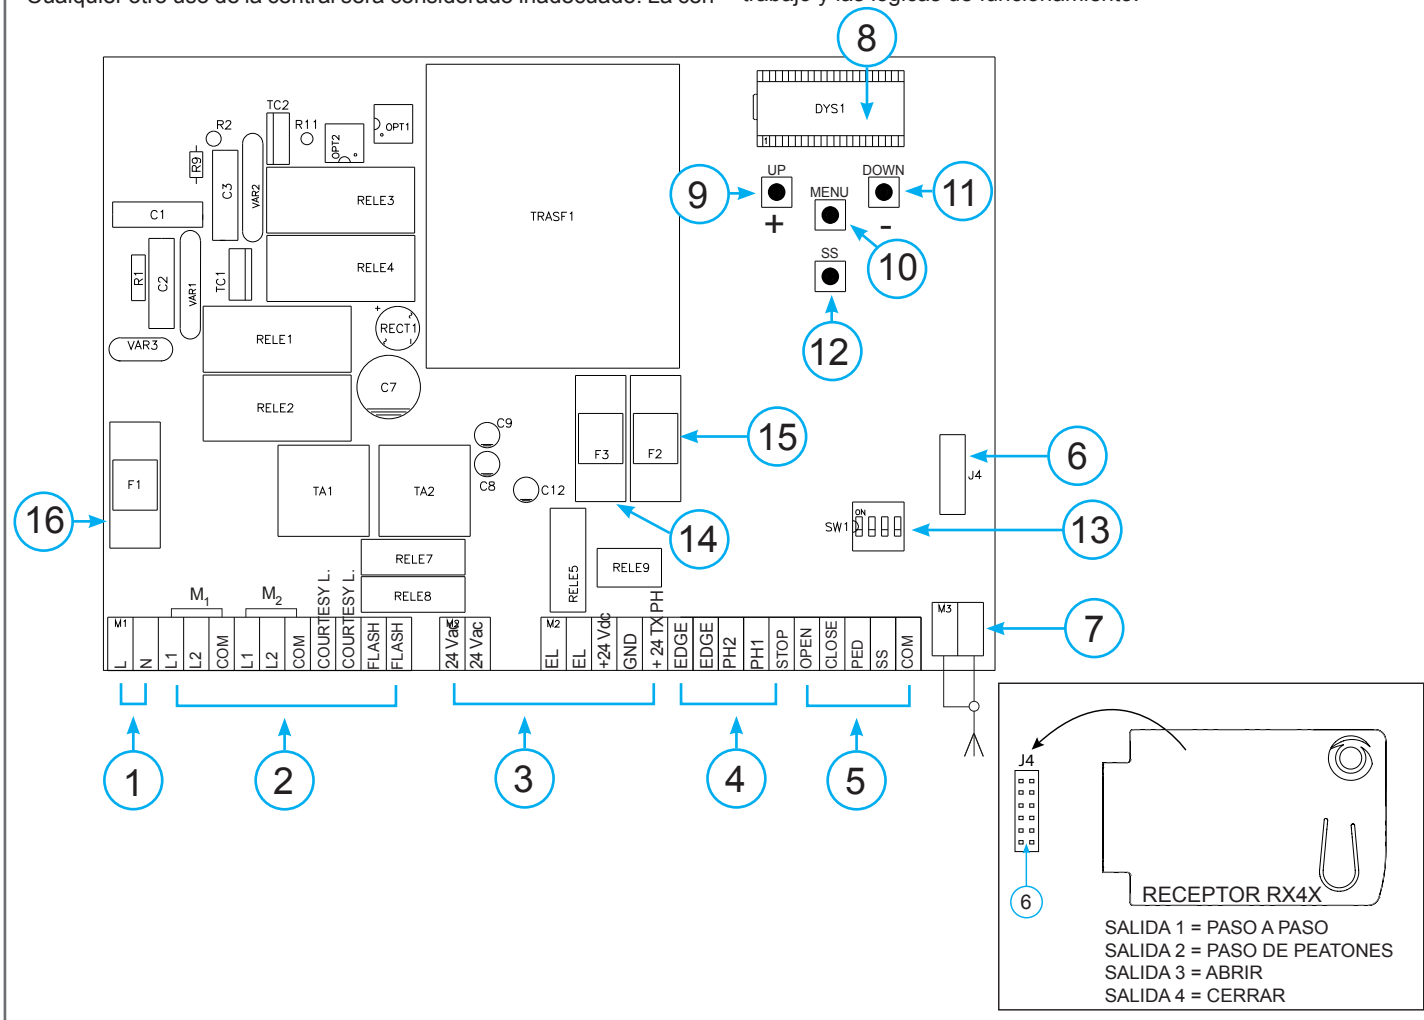 trabajo y las lógicas de funcionamiento.
8
DYS1
1
TC2
R2
R11
OPT2
OPT1
R9
C3
VAR2
RELE3
TRASF1
UP
DOWN
MENU
9
+
-
11
10
SS
12
C1
R1
C2
VAR1
TC1
RELE4
+
RECT1
VAR3
RELE1
RELE2
C7
C9
C8
C12
F3
F2
15
14
6
J4
F1
16
TA1
TA2
ON
SW1
13
RELE7
RELE8
RELE5
RELE9
M1
M2
M1
L
N
L1
L2
COM
L1
L2
COM
COURTESY L.
COURTESY L.
FLASH
FLASH
24 Vac
24 Vac
M2
EL
EL
+24 Vdc
GND
+ 24 TX PH
EDGE
EDGE
PH2
PH1
STOP
OPEN
CLOSE
PED
SS
COM
M3
7
1
2
3
4
5
J4
6
RECEPTOR RX4X
SALIDA 1 = PASO A PASO
SALIDA 2 = PASO DE PEATONES
SALIDA 3 = ABRIR
SALIDA 4 = CERRAR